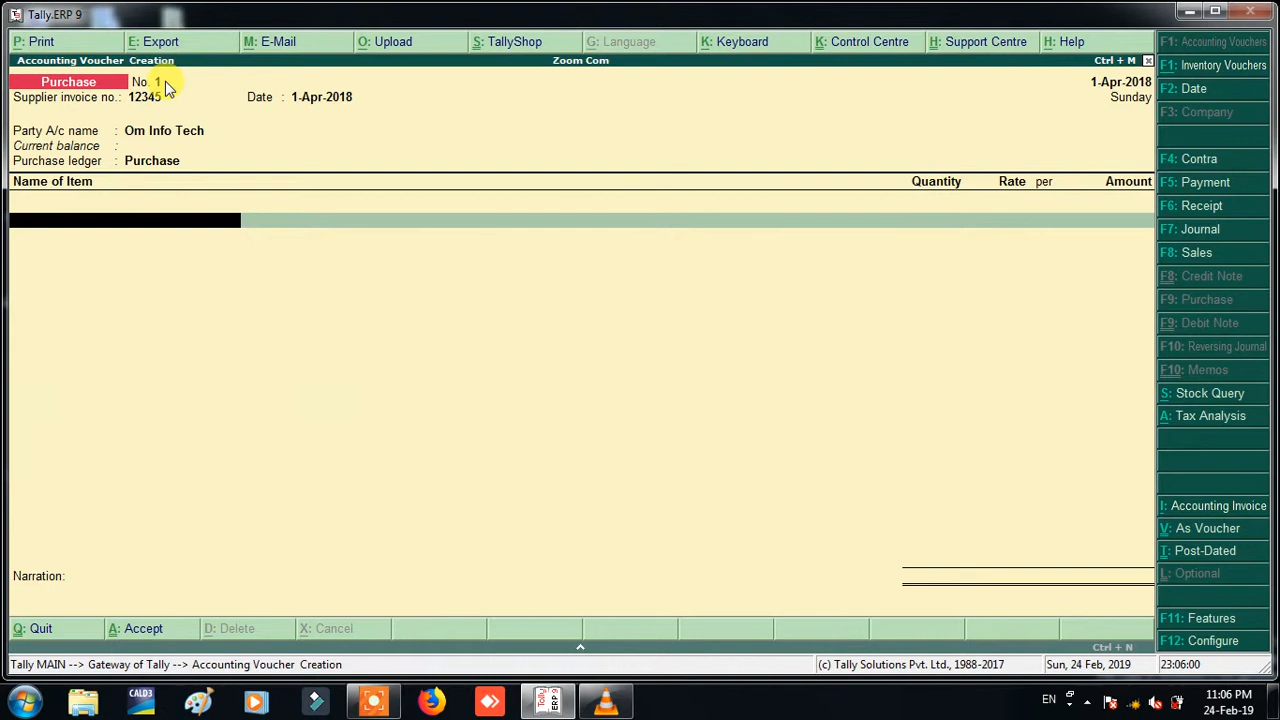 Tally.ERP 9
P: Print E: Export M: E-Mail O: Upload S: TallyShop G: Language K: Keyboard K: Control Centre H: Support Centre H: Help
F1: Accounting Vouchers
Accounting Voucher Creation Zoom Com Ctrl + M
F1: Inventory Vouchers
Purchase No. 1 1-Apr-2018
F2: Date
Supplier invoice no.: 12345 Date : 1-Apr-2018 Sunday
F3: Company
Party A/c name : Om Info Tech
Current balance :
Purchase ledger : Purchase
F4: Contra
Name of Item Quantity Rate per Amount
F5: Payment
F6: Receipt
F7: Journal
F8: Sales
F8: Credit Note
F9: Purchase
F9: Debit Note
F10: Reversing Journal
F10: Memos
S: Stock Query
A: Tax Analysis
I: Accounting Invoice
V: As Voucher
T: Post-Dated
L: Optional
Narration:
F11: Features
Q: Quit A: Accept D: Delete X: Cancel
F12: Configure
Ctrl + N
Tally MAIN --> Gateway of Tally --> Accounting Voucher Creation (c) Tally Solutions Pvt. Ltd., 1988-2017 Sun, 24 Feb, 2019 23:06:00
CALD3
Tally
ERP 9
EN
11:06 PM
24-Feb-19